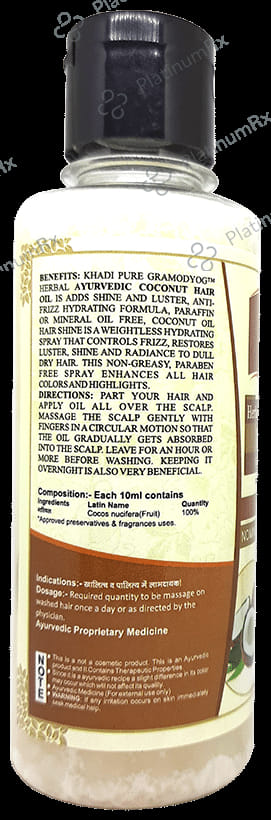 BENEFITS: KHADI PURE GRAMODYOG™
HERBAL AYURVEDIC COCONUT HAIR
OIL IS ADDS SHINE AND LUSTER, ANTI-
FRIZZ HYDRATING FORMULA, PARAFFIN
OR MINERAL OIL FREE, COCONUT OIL
HAIR SHINE IS A WEIGHTLESS HYDRATING
SPRAY THAT CONTROLS FRIZZ, RESTORES
LUSTER, SHINE AND RADIANCE TO DULL
DRY HAIR. THIS NON-GREASY, PARABEN
FREE SPRAY ENHANCES ALL HAIR
COLORS AND HIGHLIGHTS.
DIRECTIONS: PART YOUR HAIR AND
APPLY OIL ALL OVER THE SCALP.
MASSAGE THE SCALP GENTLY WITH
FINGERS IN A CIRCULAR MOTION SO THAT
THE OIL GRADUALLY GETS ABSORBED
INTO THE SCALP. LEAVE FOR AN HOUR OR
MORE BEFORE WASHING. KEEPING IT
OVERNIGHT IS ALSO VERY BENEFICIAL.
Composition:- Each 10ml contains
Ingredients Latin Name Quantity
Cocos nucifera(Fruit) 100%
*Approved preservatives & fragrances uses.
Indications:- खालित्य व पालित्य में लाभदायक।
Dosage:- Required quantity to be massage on
washed hair once a day or as directed by the
physician.
Ayurvedic Proprietary Medicine
NOTE
This is a not a cosmetic product. This is an Ayurvedic
product and It Contains Therapeutic Properties
Since it is a ayurvedic recipe a slight difference in its color
may occur which will not affect its quality.
Ayurvedic Medicine (For external use only)
WARNING: If any irritation occurs on skin immediately
seek medical help.
PlatinumRx